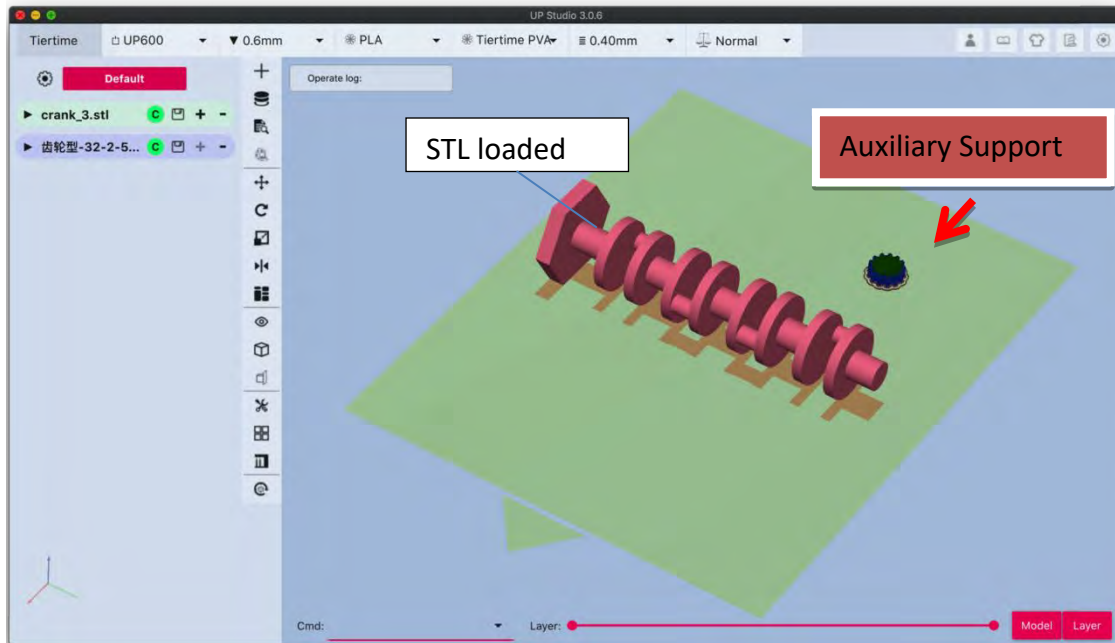 UP Studio 3.0.6
Tiertime UP600 0.6mm PLA Tiertime PVA 0.40mm Normal
Default
Operate log:
crank_3.stl C
齿轮型-32-2-5... C
STL loaded
Auxiliary Support
Cmd: Layer: Model Layer